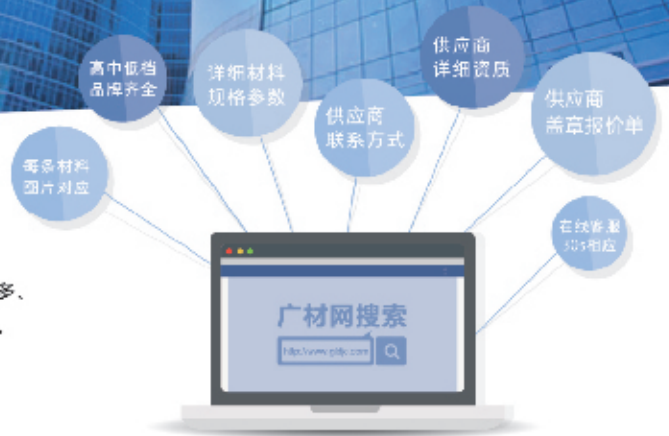 高中低档
品牌齐全
详细材料
规格参数
供应商
联系方式
供应商
详细资质
供应商
盖章报价单
每条材料
图片对应
在线客服
30s相应
多、
广材网搜索